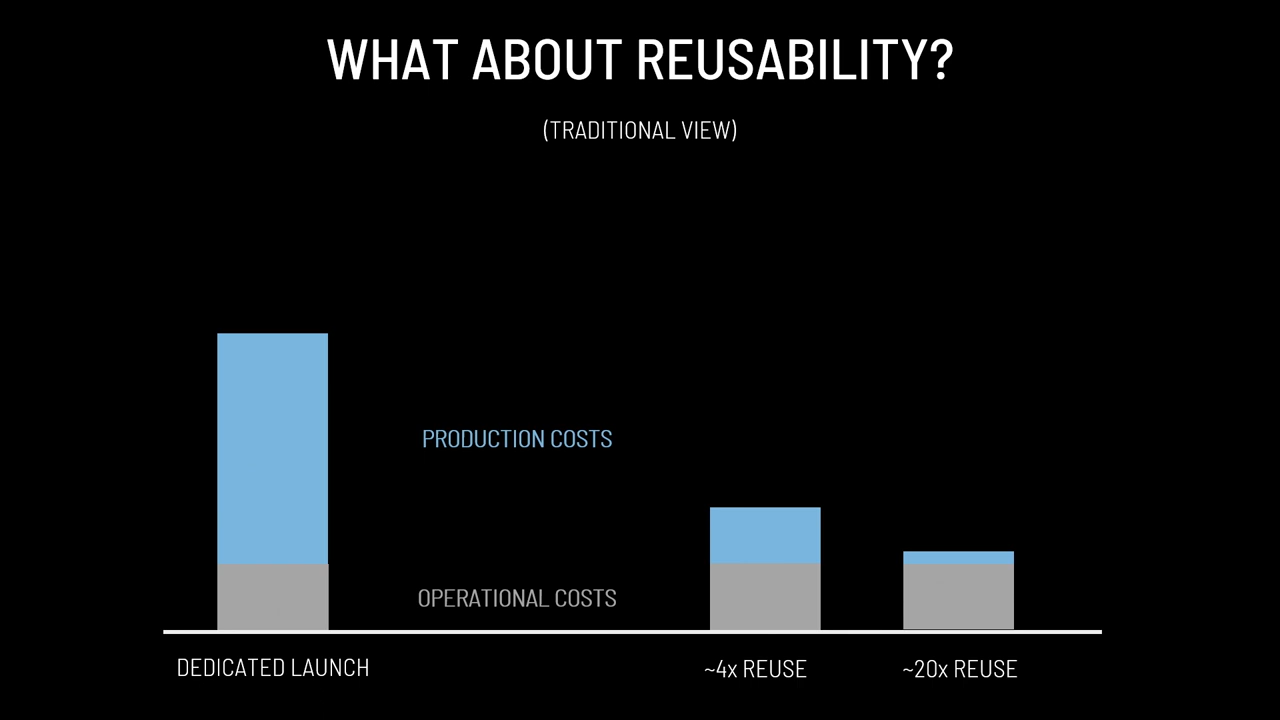 WHAT ABOUT REUSABILITY?
(TRADITIONAL VIEW)
PRODUCTION COSTS
OPERATIONAL COSTS
DEDICATED LAUNCH
~4x REUSE
~20x REUSE